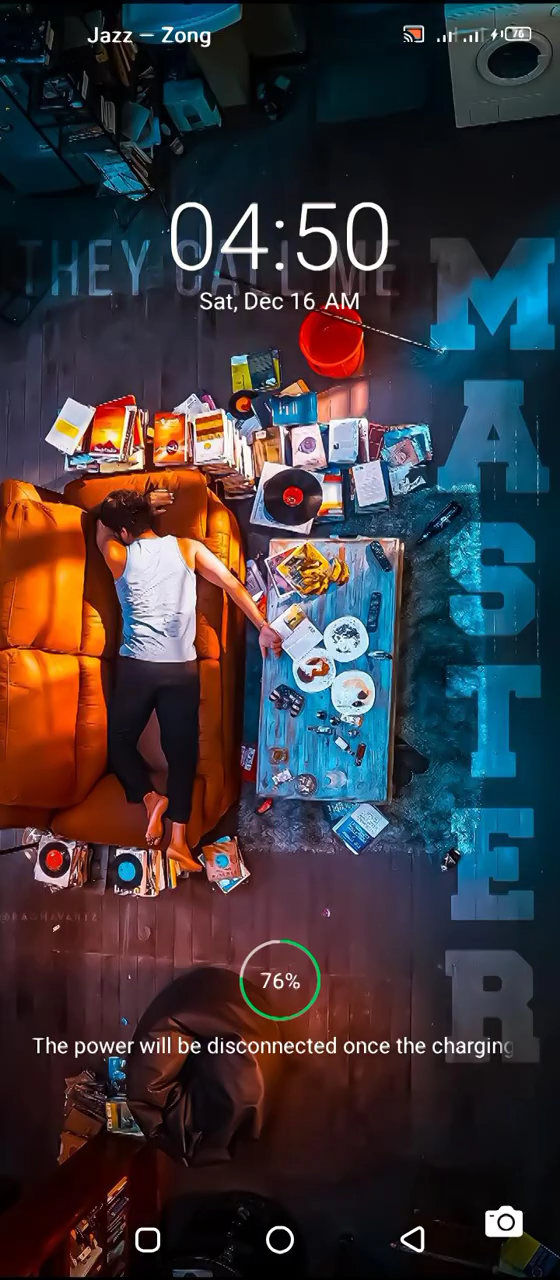 Jazz — Zong
76
04:50
THEY CALL ME
Sat, Dec 16 AM
MASTER
76%
The power will be disconnected once the charging